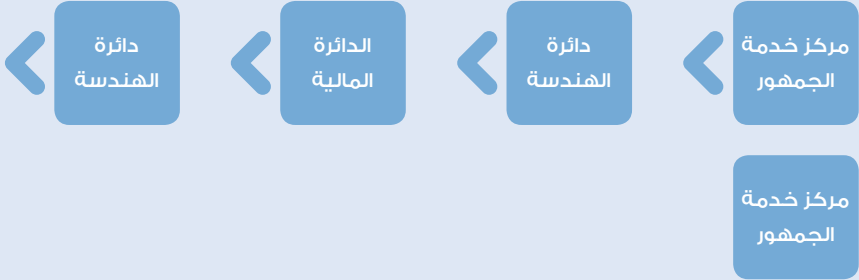 مركز خدمة
الجمهور
دائرة
الهندسة
الدائرة
المالية
دائرة
الهندسة
مركز خدمة
الجمهور